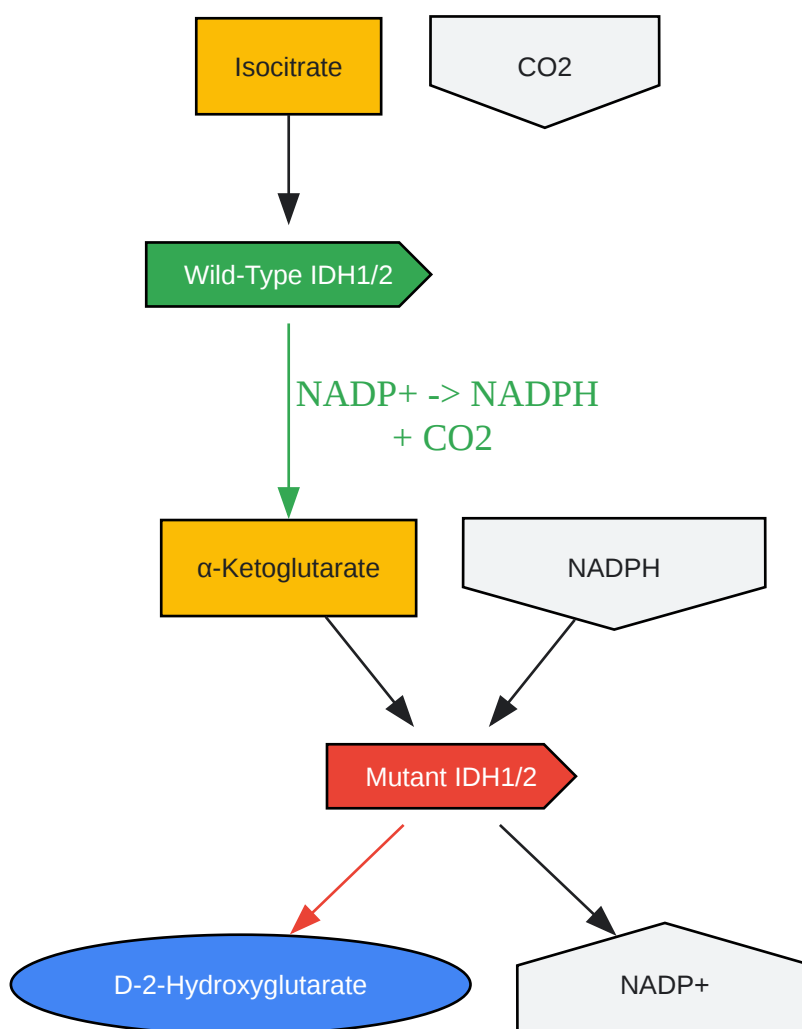 Isocitrate
CO2
Wild-Type IDH1/2
NADP+ -> NADPH
+ CO2
α-Ketoglutarate
NADPH
Mutant IDH1/2
D-2-Hydroxyglutarate
NADP+